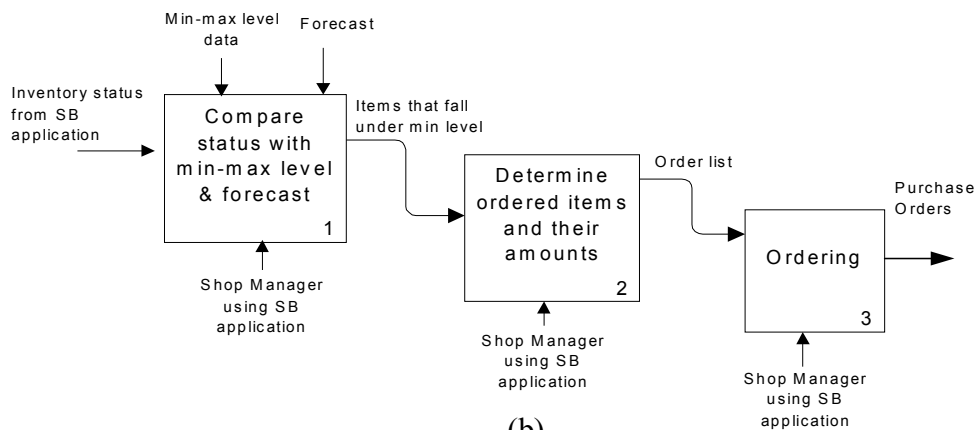 Min-max level
data
Forecast
Inventory status
from SB
application
Compare
status with
min-max level
& forecast
1
Items that fall
under min level
Shop Manager
using SB
application
Determine
ordered items
and their
amounts
2
Order list
Shop Manager
using SB
application
Ordering
3
Purchase
Orders
Shop Manager
using SB
application
(b)